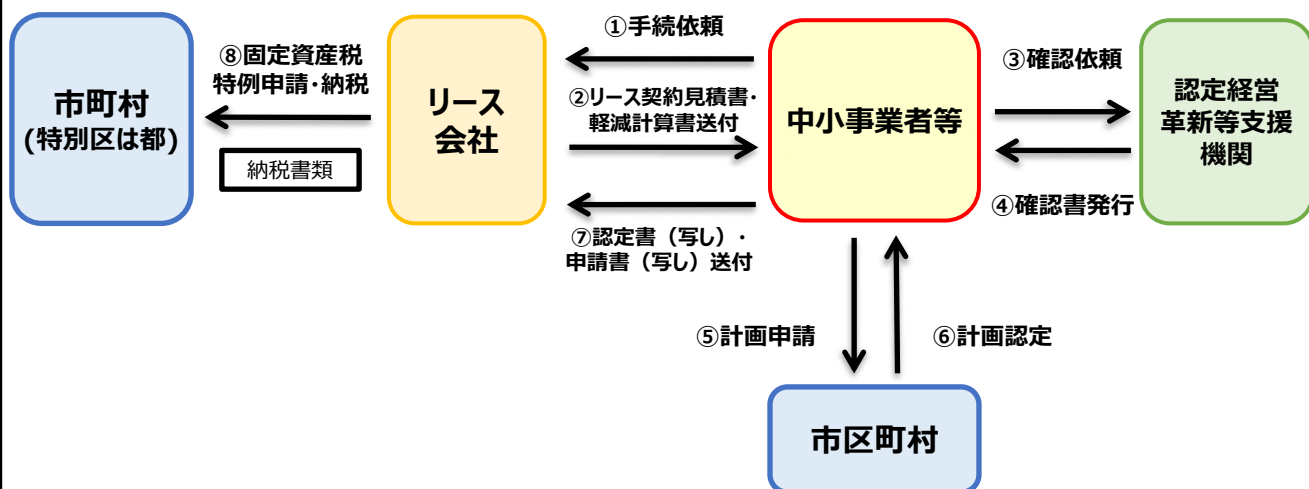 ①手続依頼
⑧固定資産税
特例申請・納税
③確認依頼
市町村
(特別区は都)
リース
会社
②リース契約見積書・
軽減計算書送付
中小事業者等
認定経営
革新等支援
機関
納税書類
④確認書発行
⑦認定書（写し）・
申請書（写し）送付
⑤計画申請
⑥計画認定
市区町村